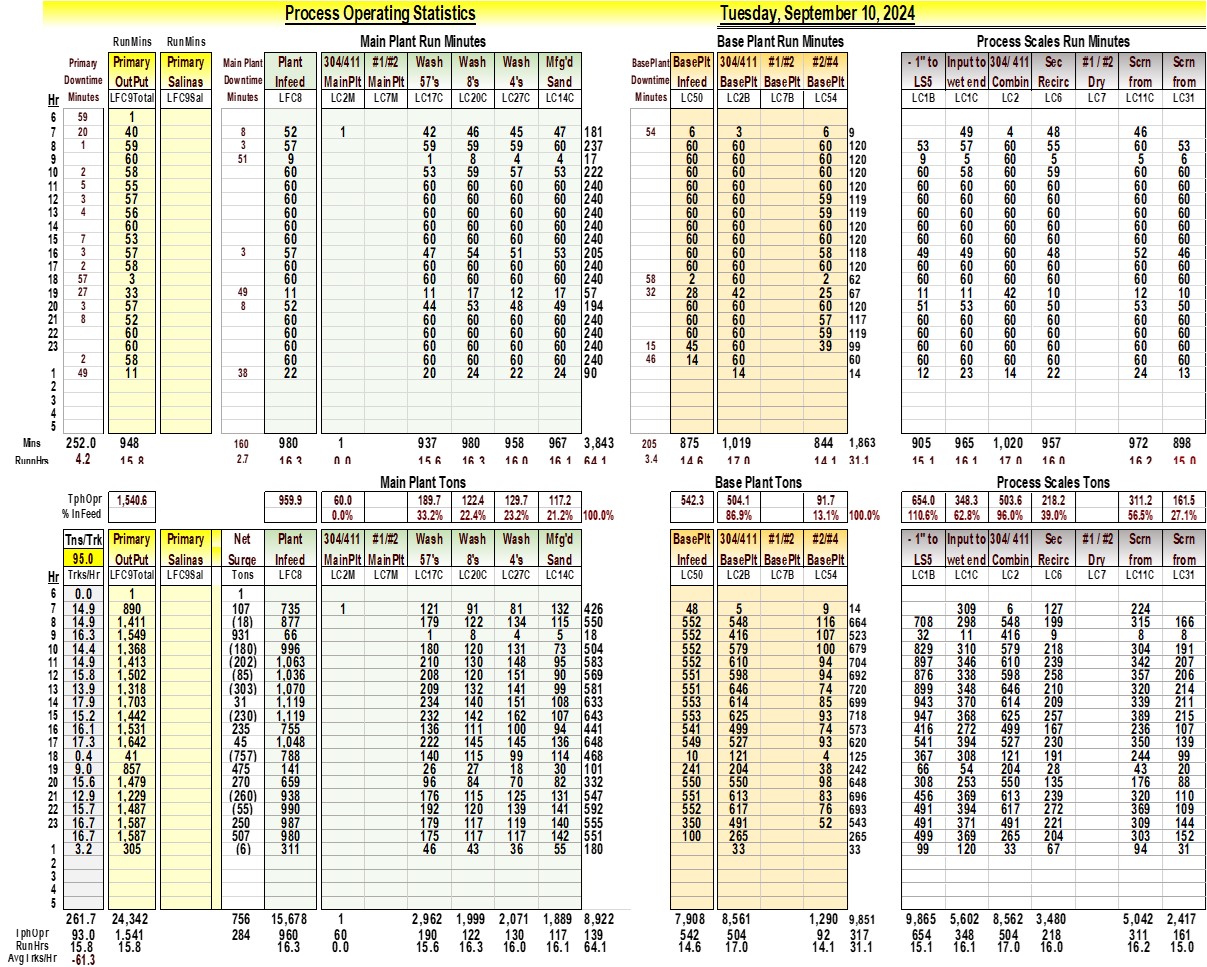 Process Operating Statistics Tuesday, September 10, 2024
RunMins RunMins Main Plant Run Minutes Base Plant Run Minutes Process Scales Run Minutes
Primary Primary Primary Main Plant Plant 304/411 #1/#2 Wash Wash Wash Mfg'd BasePlant BasePlt 304/411 #1/#2 #2/#4 - 1" to Input to 304/ 411 Sec #1 / #2 Scrn Scrn
Downtime OutPut Salinas Downtime Infeed MainPlt MainPlt 57's 8's 4's Sand Downtime Infeed BasePlt BasePlt BasePlt LS5 wet end Combin Recirc Dry from from
Hr Minutes LFC9Total LFC9Sal Minutes LFC8 LC2M LC7M LC17C LC20C LC27C LC14C Minutes LC50 LC2B LC7B LC54 LC1B LC1C LC2 LC6 LC7 LC11C LC31
6 59 1
7 20 40 8 52 1 42 46 45 47 181 54 6 3 6 9 49 4 48 46
8 1 59 3 57 59 59 59 60 237 60 60 60 120 53 57 60 55 60 53
9 60 51 9 1 8 4 4 17 60 60 60 120 9 5 60 5 5 6
10 2 58 60 53 59 57 53 222 60 60 60 120 60 58 60 59 60 60
11 5 55 60 60 60 60 60 240 60 60 60 120 60 60 60 60 60 60
12 3 57 60 60 60 60 60 240 60 60 59 119 60 60 60 60 60 60
13 4 56 60 60 60 60 60 240 60 60 59 119 60 60 60 60 60 60
14 60 60 60 60 60 60 240 60 60 60 120 60 60 60 60 60 60
15 7 53 60 60 60 60 60 240 60 60 60 120 60 60 60 60 60 60
16 3 57 3 57 47 54 51 53 205 60 60 58 118 49 49 60 48 52 46
17 2 58 60 60 60 60 60 240 60 60 60 120 60 60 60 60 60 60
18 57 3 60 60 60 60 60 240 58 2 60 2 62 60 60 60 60 60 60
19 27 33 49 11 11 17 12 17 57 32 28 42 25 67 11 11 42 10 12 10
20 3 57 8 52 44 53 48 49 194 60 60 60 120 51 53 60 50 53 50
21 8 52 60 60 60 60 60 240 60 60 57 117 60 60 60 60 60 60
22 60 60 60 60 60 60 240 60 60 59 119 60 60 60 60 60 60
23 60 60 60 60 60 60 240 15 45 60 39 99 60 60 60 60 60 60
2 58 60 60 60 60 60 240 46 14 60 60 60 60 60 60 60 60
1 49 11 38 22 20 24 22 24 90 14 14 12 23 14 22 24 13
2
3
4
5
Mins 252.0 948 160 980 1 937 980 958 967 3,843 205 875 1,019 844 1,863 905 965 1,020 957 972 898
RunnHrs 4.2 15.8 2.7 16.3 0.0 15.6 16.3 16.0 16.1 64.1 3.4 14.6 17.0 14.1 31.1 15.1 16.1 17.0 16.0 16.2 15.0
Main Plant Tons Base Plant Tons Process Scales Tons
TphOpr 1,540.6 959.9 60.0 189.7 122.4 129.7 117.2 542.3 504.1 91.7 654.0 348.3 503.6 218.2 311.2 161.5
% InFeed 0.0% 33.2% 22.4% 23.2% 21.2% 100.0% 86.9% 13.1% 100.0% 110.6% 62.8% 96.0% 39.0% 56.5% 27.1%
Tns/Trk Primary Primary Net Plant 304/411 #1/#2 Wash Wash Wash Mfg'd BasePlt 304/411 #1/#2 #2/#4 - 1" to Input to 304/ 411 Sec #1 / #2 Scrn Scrn
95.0 OutPut Salinas Surge Infeed MainPlt MainPlt 57's 8's 4's Sand Infeed BasePlt BasePlt BasePlt LS5 wet end Combin Recirc Dry from from
Hr Trks/Hr LFC9Total LFC9Sal Tons LFC8 LC2M LC7M LC17C LC20C LC27C LC14C LC50 LC2B LC7B LC54 LC1B LC1C LC2 LC6 LC7 LC11C LC31
6 0.0 1 1
7 14.9 890 107 735 1 121 91 81 132 426 48 5 9 14 309 6 127 224
8 14.9 1,411 (18) 877 179 122 134 115 550 552 548 116 664 708 298 548 199 315 166
9 16.3 1,549 931 66 1 8 4 5 18 552 416 107 523 32 11 416 9 8 8
10 14.4 1,368 (180) 996 180 120 131 73 504 552 579 100 679 829 310 579 218 304 191
11 14.9 1,413 (202) 1,063 210 130 148 95 583 552 610 94 704 897 346 610 239 342 207
12 15.8 1,502 (85) 1,036 208 120 151 90 569 551 598 94 692 876 338 598 258 357 206
13 13.9 1,318 (303) 1,070 209 132 141 99 581 551 646 74 720 899 348 646 210 320 214
14 17.9 1,703 31 1,119 234 140 151 108 633 553 614 85 699 943 370 614 209 339 211
15 15.2 1,442 (230) 1,119 232 142 162 107 643 553 625 93 718 947 368 625 257 389 215
16 16.1 1,531 235 755 136 111 100 94 441 541 499 74 573 416 272 499 167 236 107
17 17.3 1,642 45 1,048 222 145 145 136 648 549 527 93 620 541 394 527 230 350 139
18 0.4 41 (757) 788 140 115 99 114 468 10 121 4 125 367 308 121 191 244 99
19 9.0 857 475 141 26 27 18 30 101 241 204 38 242 66 54 204 28 43 20
20 15.6 1,479 270 659 96 84 70 82 332 550 550 98 648 308 253 550 135 176 88
21 12.9 1,229 (260) 938 176 115 125 131 547 551 613 83 696 456 369 613 239 320 110
22 15.7 1,487 (55) 990 192 120 139 141 592 552 617 76 693 491 394 617 272 369 109
23 16.7 1,587 250 987 179 117 119 140 555 350 491 52 543 491 371 491 221 309 144
16.7 1,587 507 980 175 117 117 142 551 100 265 265 499 369 265 204 303 152
1 3.2 305 (6) 311 46 43 36 55 180 33 33 99 120 33 67 94 31
2
3
4
5
261.7 24,342 756 15,678 1 2,962 1,999 2,071 1,889 8,922 7,908 8,561 1,290 9,851 9,865 5,602 8,562 3,480 5,042 2,417
TphOpr 93.0 1,541 284 960 60 190 122 130 117 139 542 504 92 317 654 348 504 218 311 161
RunHrs 15.8 15.8 16.3 0.0 15.6 16.3 16.0 16.1 64.1 14.6 17.0 14.1 31.1 15.1 16.1 17.0 16.0 16.2 15.0
AvgTrks/Hr -61.3